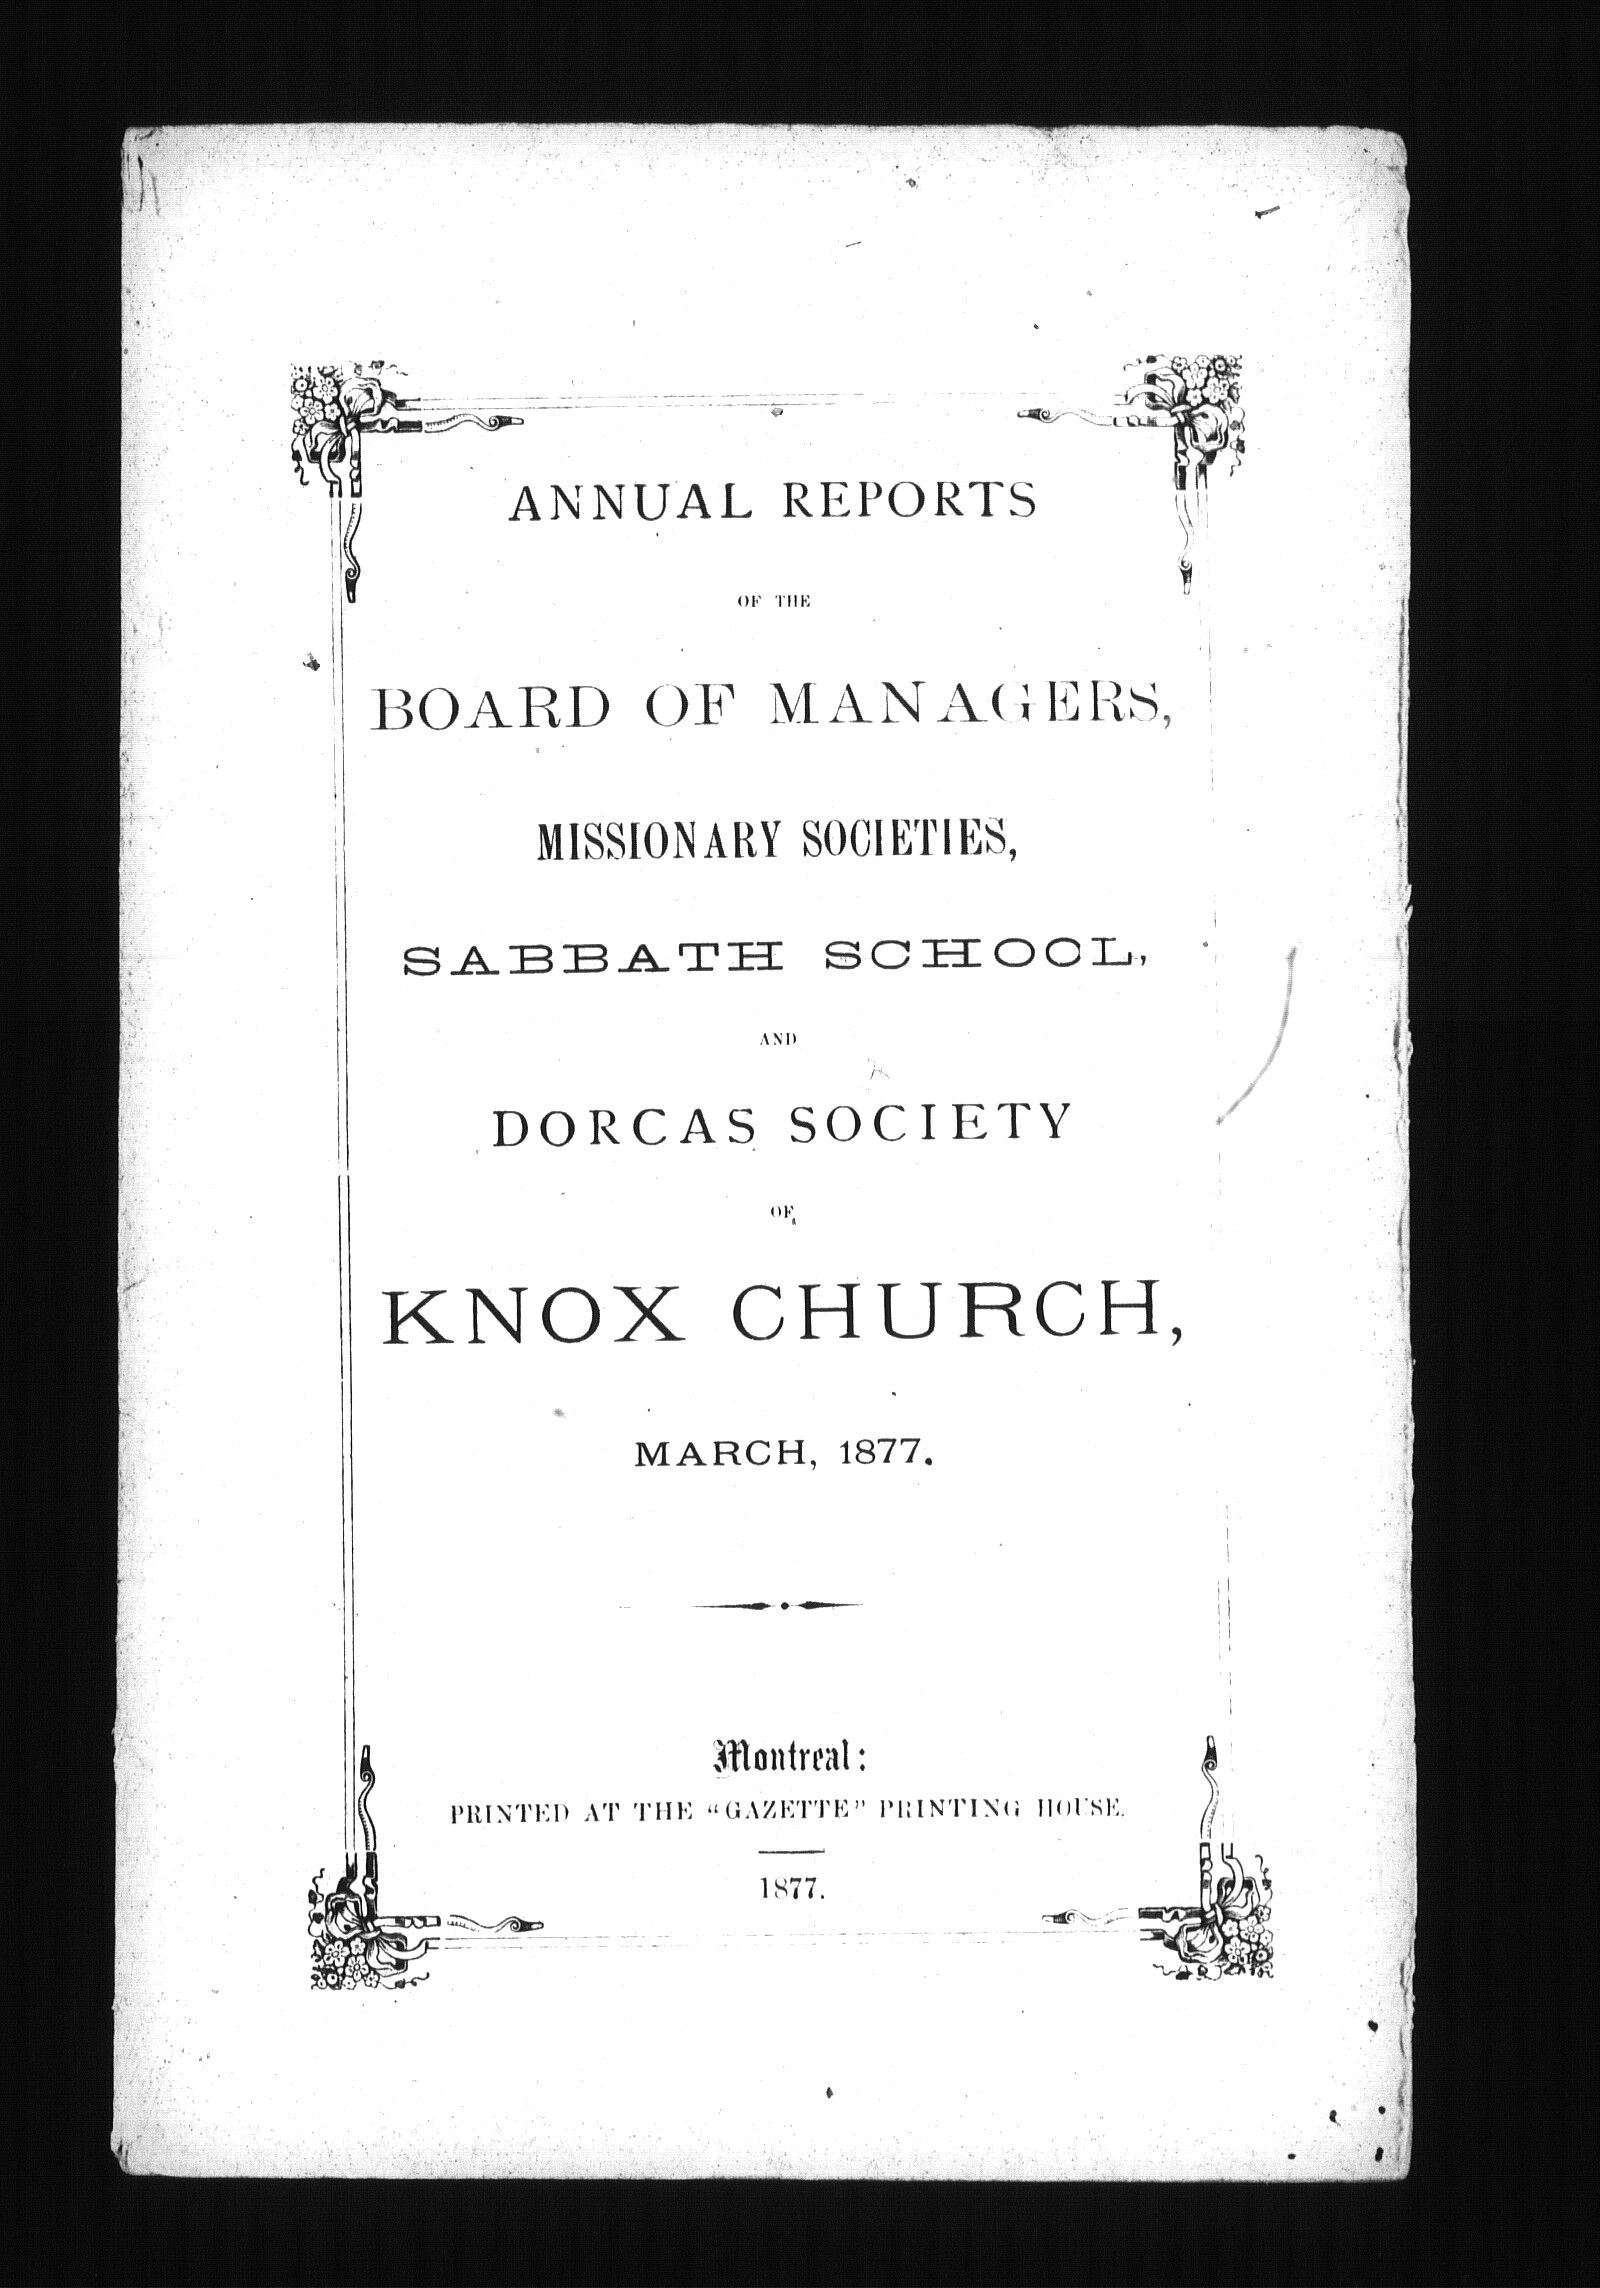 ANNUAL REPORTS
OF THE
BOARD OF MANAGERS,
MISSIONARY SOCIETIES,
SABBATH SCHOOL,
AND
DORCAS SOCIETY
OF
KNOX CHURCH,
MARCH, 1877.
Montreal:
PRINTED AT THE "GAZETTE" PRINTING HOUSE.
1877.